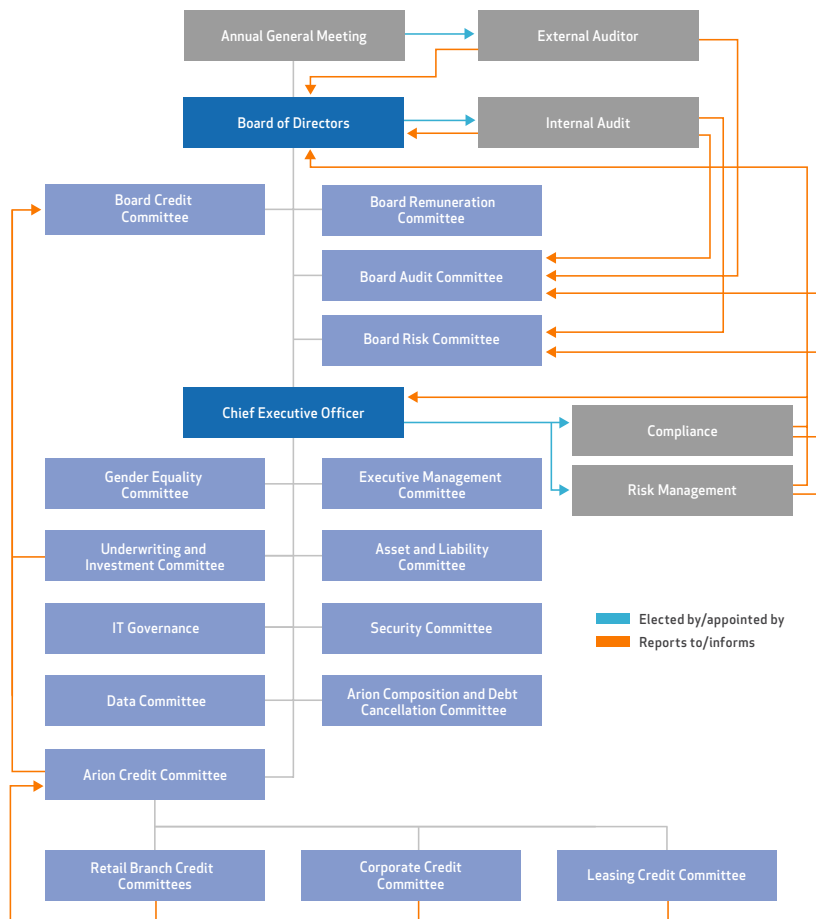 Annual General Meeting
External Auditor
Board of Directors
Internal Audit
Board Credit
Committee
Board Remuneration
Committee
Board Audit Committee
Board Risk Committee
Chief Executive Officer
Compliance
Risk Management
Gender Equality
Committee
Executive Management
Committee
Underwriting and
Investment Committee
Asset and Liability
Committee
IT Governance
Security Committee
Elected by/appointed by
Reports to/informs
Data Committee
Arion Composition and Debt
Cancellation Committee
Arion Credit Committee
Retail Branch Credit
Committees
Corporate Credit
Committee
Leasing Credit Committee